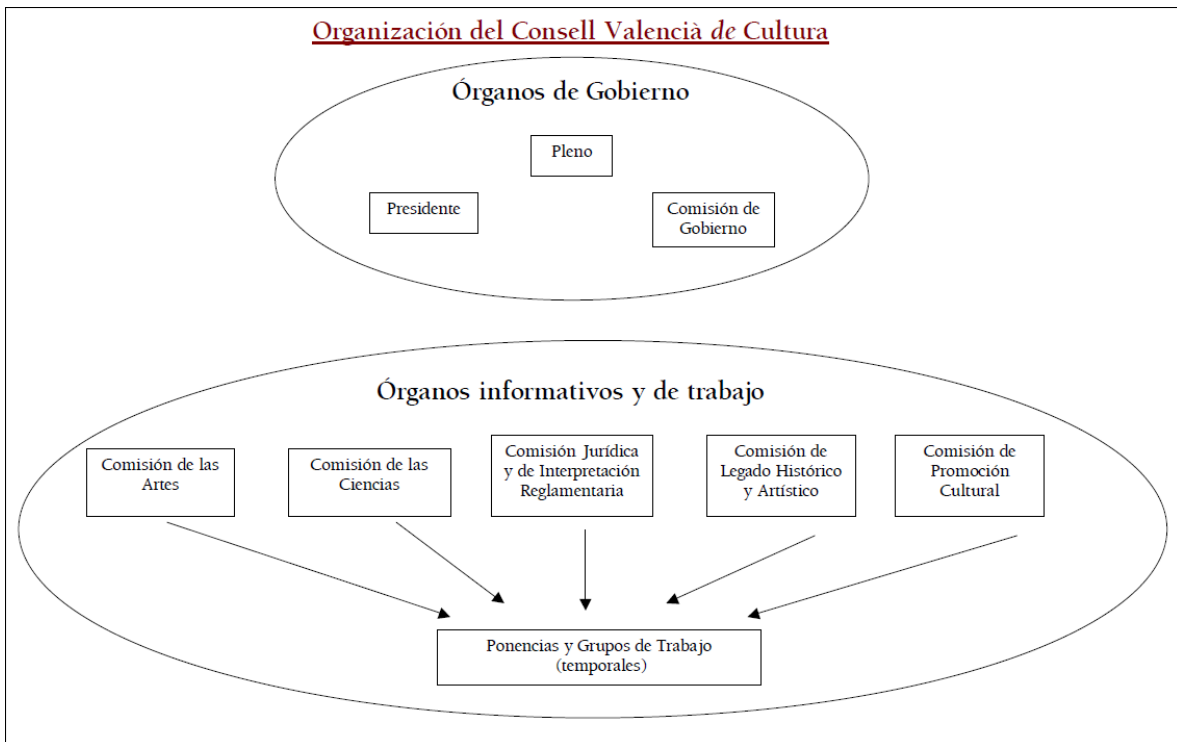 Organización del Consell Valencià de Cultura
Órganos de Gobierno
Pleno
Presidente
Comisión de
Gobierno
Órganos informativos y de trabajo
Comisión de las
Artes
Comisión de las
Ciencias
Comisión Jurídica
y de Interpretación
Reglamentaria
Comisión de
Legado Histórico
y Artístico
Comisión de
Promoción
Cultural
Ponencias y Grupos de Trabajo
(temporales)